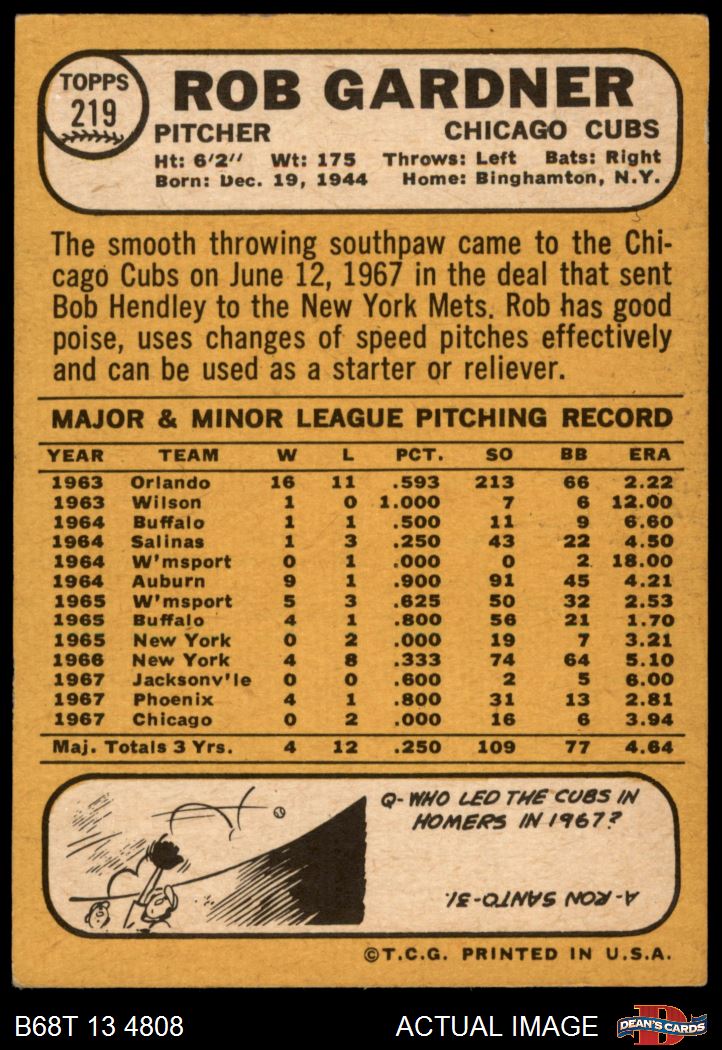 TOPPS
219
ROB GARDNER
PITCHER CHICAGO CUBS
Ht: 6'2" Wt: 175 Throws: Left Bats: Right
Born: Dec. 19, 1944 Home: Binghamton, N.Y.
The smooth throwing southpaw came to the Chi-
cago Cubs on June 12, 1967 in the deal that sent
Bob Hendley to the New York Mets. Rob has good
poise, uses changes of speed pitches effectively
and can be used as a starter or reliever.
MAJOR & MINOR LEAGUE PITCHING RECORD
YEAR TEAM W L PCT. SO BB ERA
1963 Orlando 16 11 .593 213 66 2.22
1963 Wilson 1 0 1.000 7 6 12.00
1964 Buffalo 1 1 .500 11 9 6.60
1964 Salinas 1 3 .250 43 22 4.50
1964 W'msport 0 1 .000 0 2 18.00
1964 Auburn 9 1 .900 91 45 4.21
1965 W'msport 5 3 .625 50 32 2.53
1965 Buffalo 4 1 .800 56 21 1.70
1965 New York 0 2 .000 19 7 3.21
1966 New York 4 8 .333 74 64 5.10
1967 Jacksonv'le 0 0 .600 2 5 6.00
1967 Phoenix 4 1 .800 31 13 2.81
1967 Chicago 0 2 .000 16 6 3.94
Maj. Totals 3 Yrs. 4 12 .250 109 77 4.64
Q-WHO LED THE CUBS IN
HOMERS IN 1967?
A-RON SANTO-31.
©T.C.G. PRINTED IN U.S.A.
B68T 13 4808 ACTUAL IMAGE
D
DEAN'S CARDS